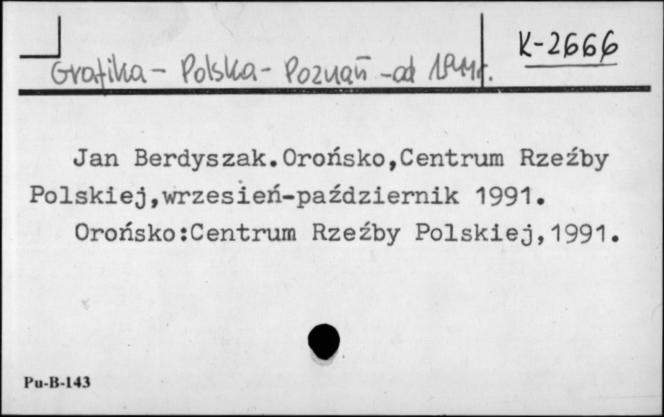 K-2666
Grafika - Polska - Poznań - od 1944r.
Jan Berdyszak.Orońsko,Centrum Rzeźby
Polskiej,wrzesień-październik 1991.
Orońsko:Centrum Rzeźby Polskiej,1991.
Pu-B-143